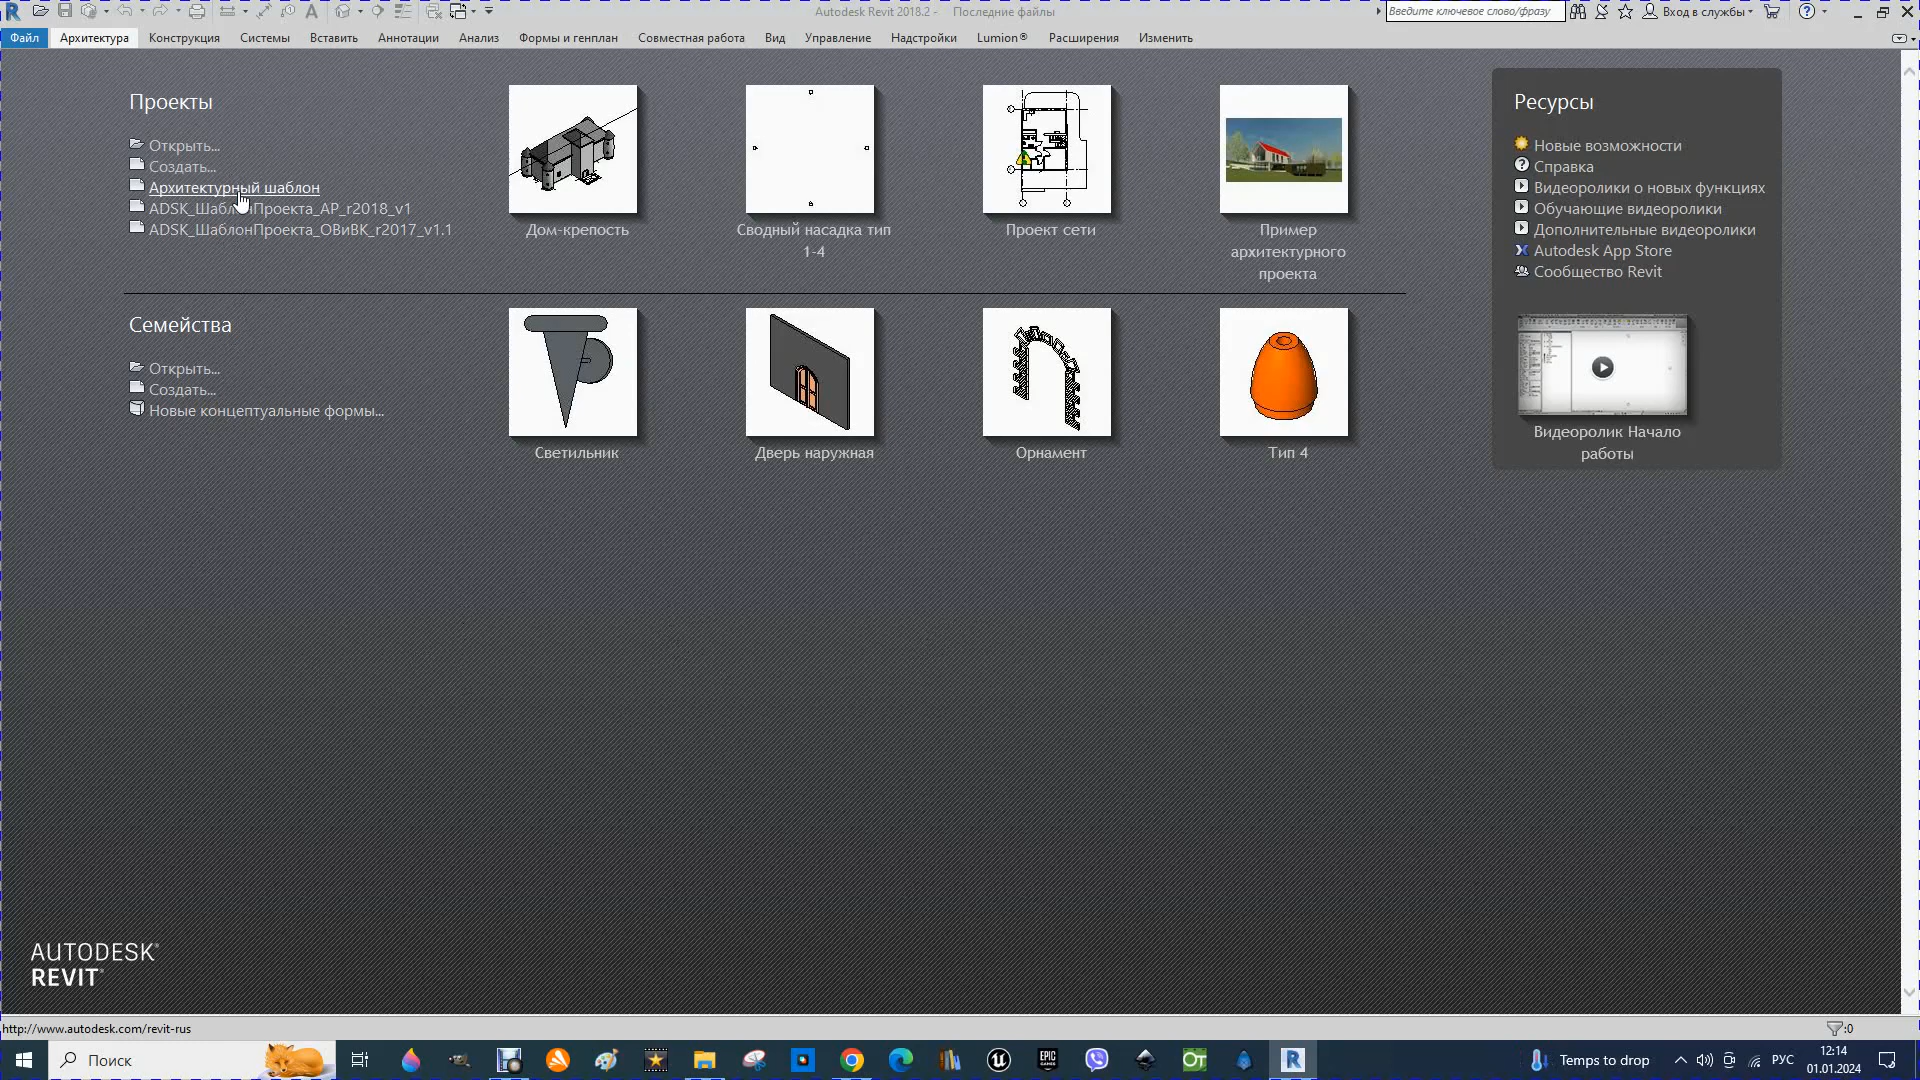 Autodesk Revit 2018.2 - Последние файлы
Введите ключевое слово/фразу
Вход в службы
Файл Архитектура Конструкция Системы Вставить Аннотации Анализ Формы и генплан Совместная работа Вид Управление Надстройки Lumion® Расширения Изменить
Проекты
Открыть...
Создать...
Архитектурный шаблон
ADSK_ШаблонПроекта_АР_r2018_v1
ADSK_ШаблонПроекта_ОВиВК_r2017_v1.1
Дом-крепость
Сводный насадка тип
1-4
Проект сети
Пример
архитектурного
проекта
Семейства
Открыть...
Создать...
Новые концептуальные формы...
Светильник
Дверь наружная
Орнамент
Тип 4
Ресурсы
Новые возможности
Справка
Видеоролики о новых функциях
Обучающие видеоролики
Дополнительные видеоролики
Autodesk App Store
Сообщество Revit
Видеоролик Начало
работы
AUTODESK®
REVIT®
http://www.autodesk.com/revit-rus
:0
Поиск
EPIC
GAMES
OT
R
Temps to drop
РУС
12:14
01.01.2024